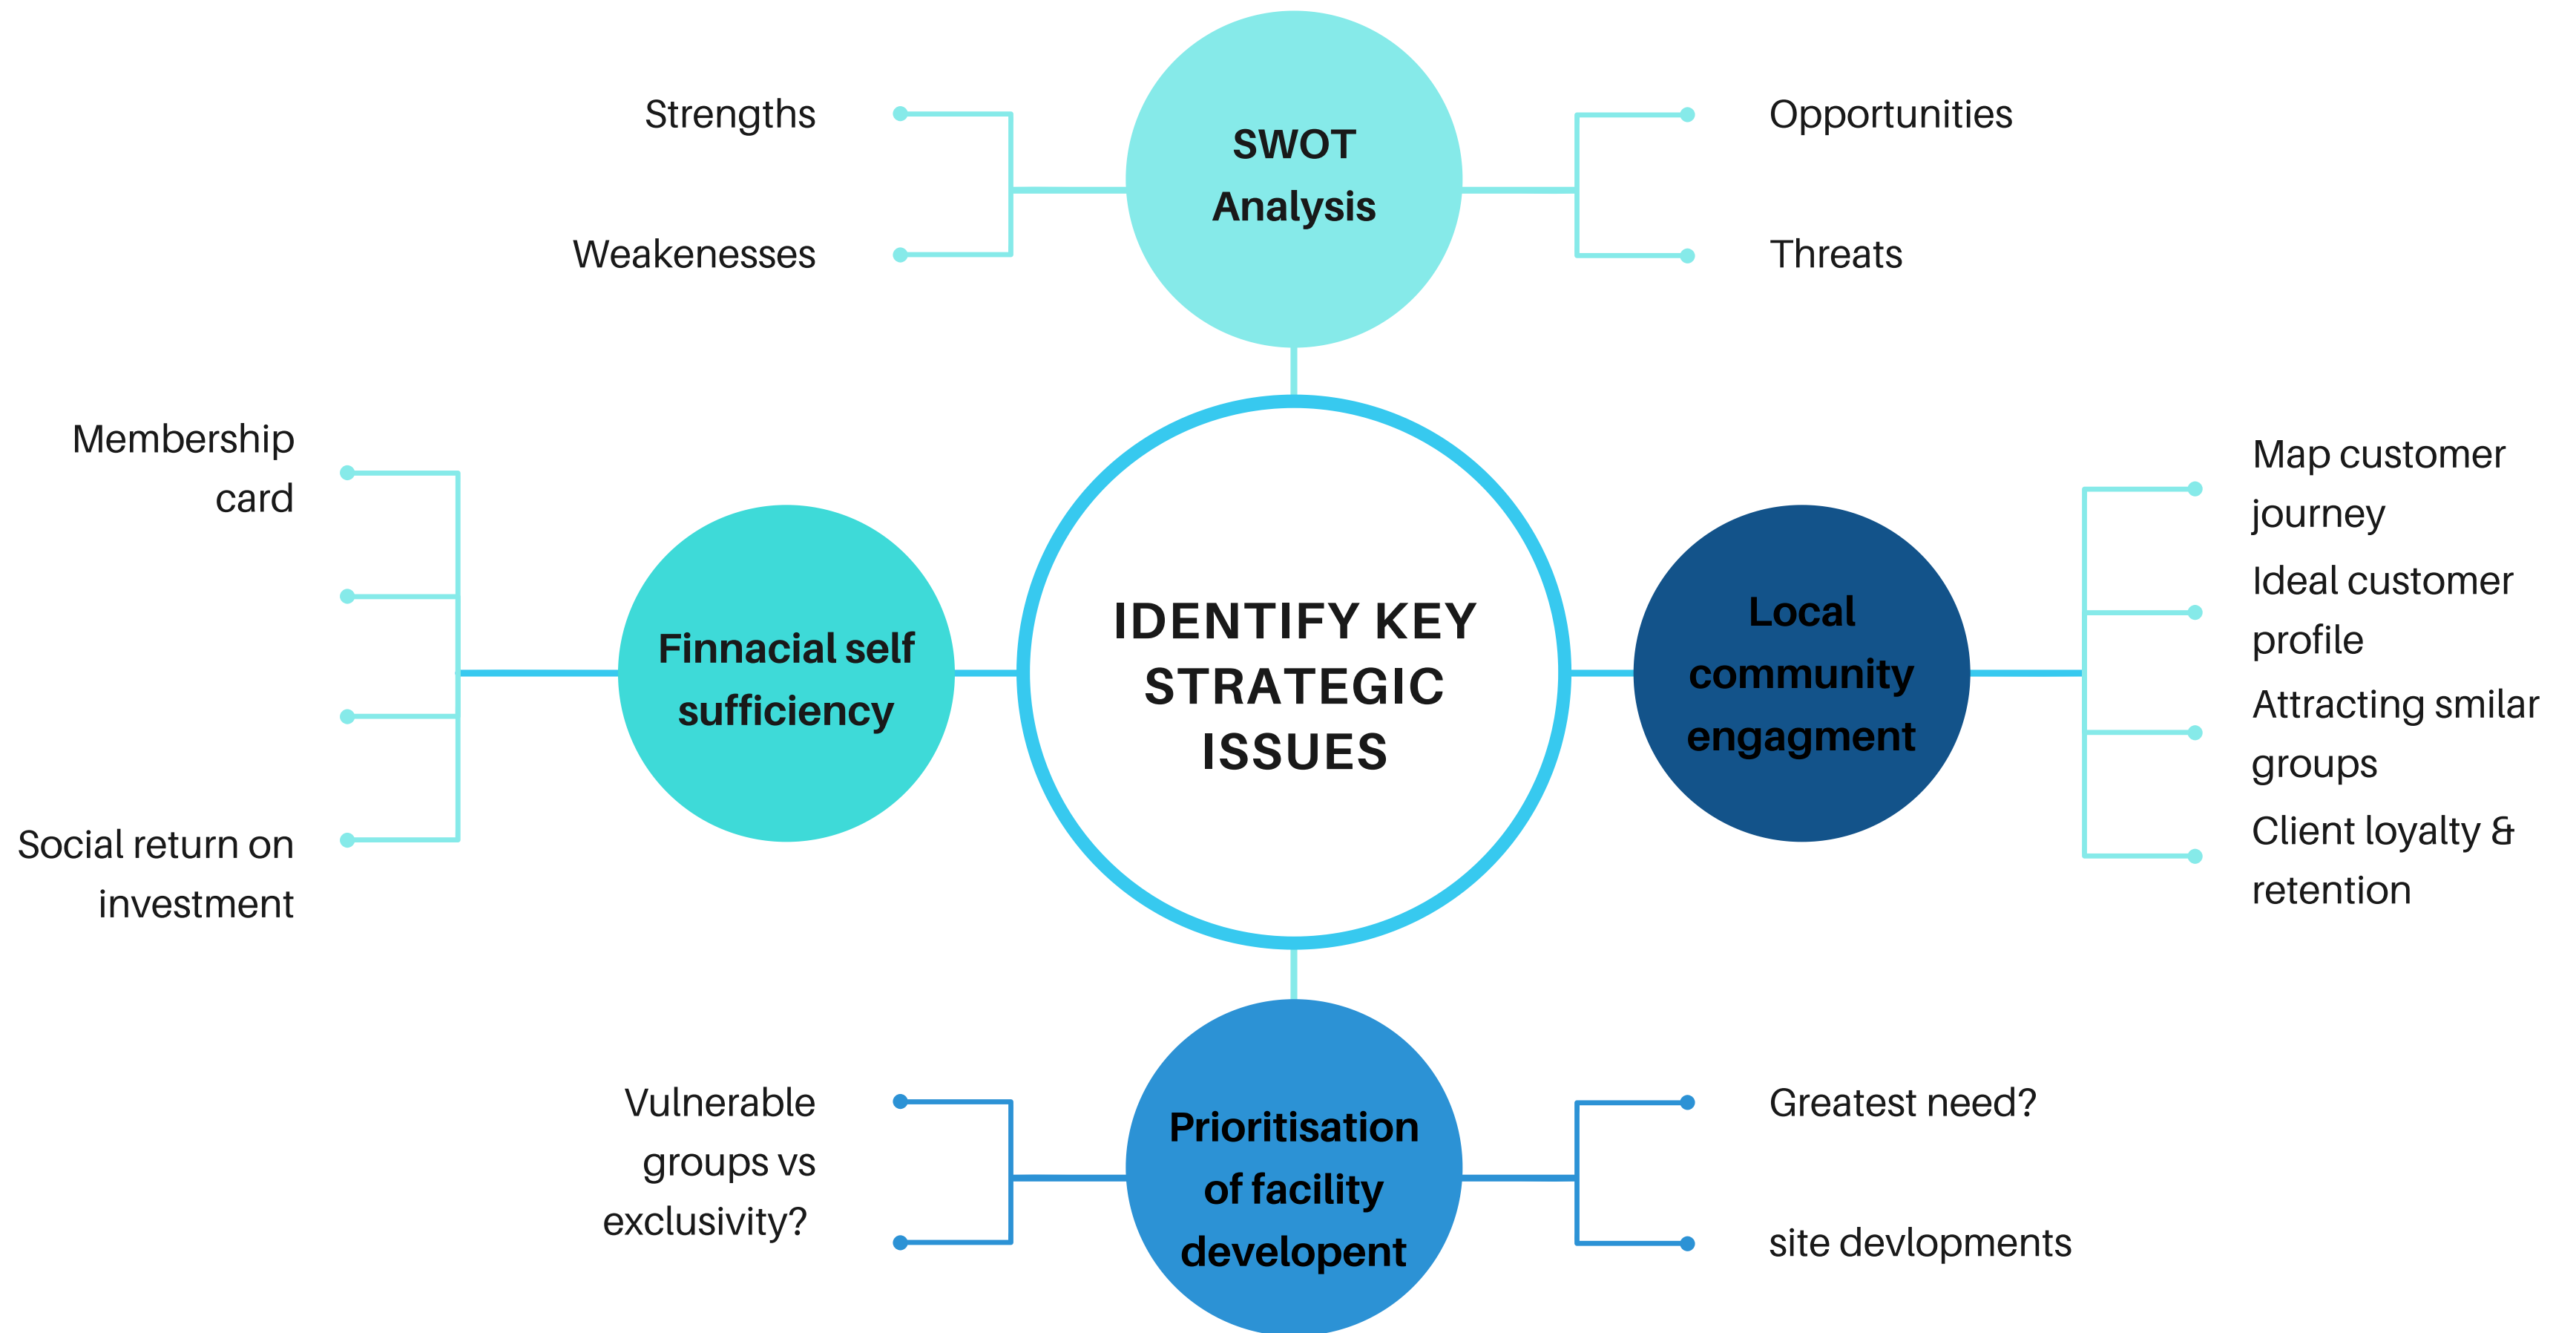 Strengths
Weakenesses
SWOT
Analysis
Opportunities
Threats
Membership
card
Social return on
investment
Finnacial self
sufficiency
IDENTIFY KEY
STRATEGIC
ISSUES
Local
community
engagment
Map customer
journey
Ideal customer
profile
Attracting smilar
groups
Client loyalty &
retention
Vulnerable
groups vs
exclusivity?
Prioritisation
of facility
developent
Greatest need?
site devlopments